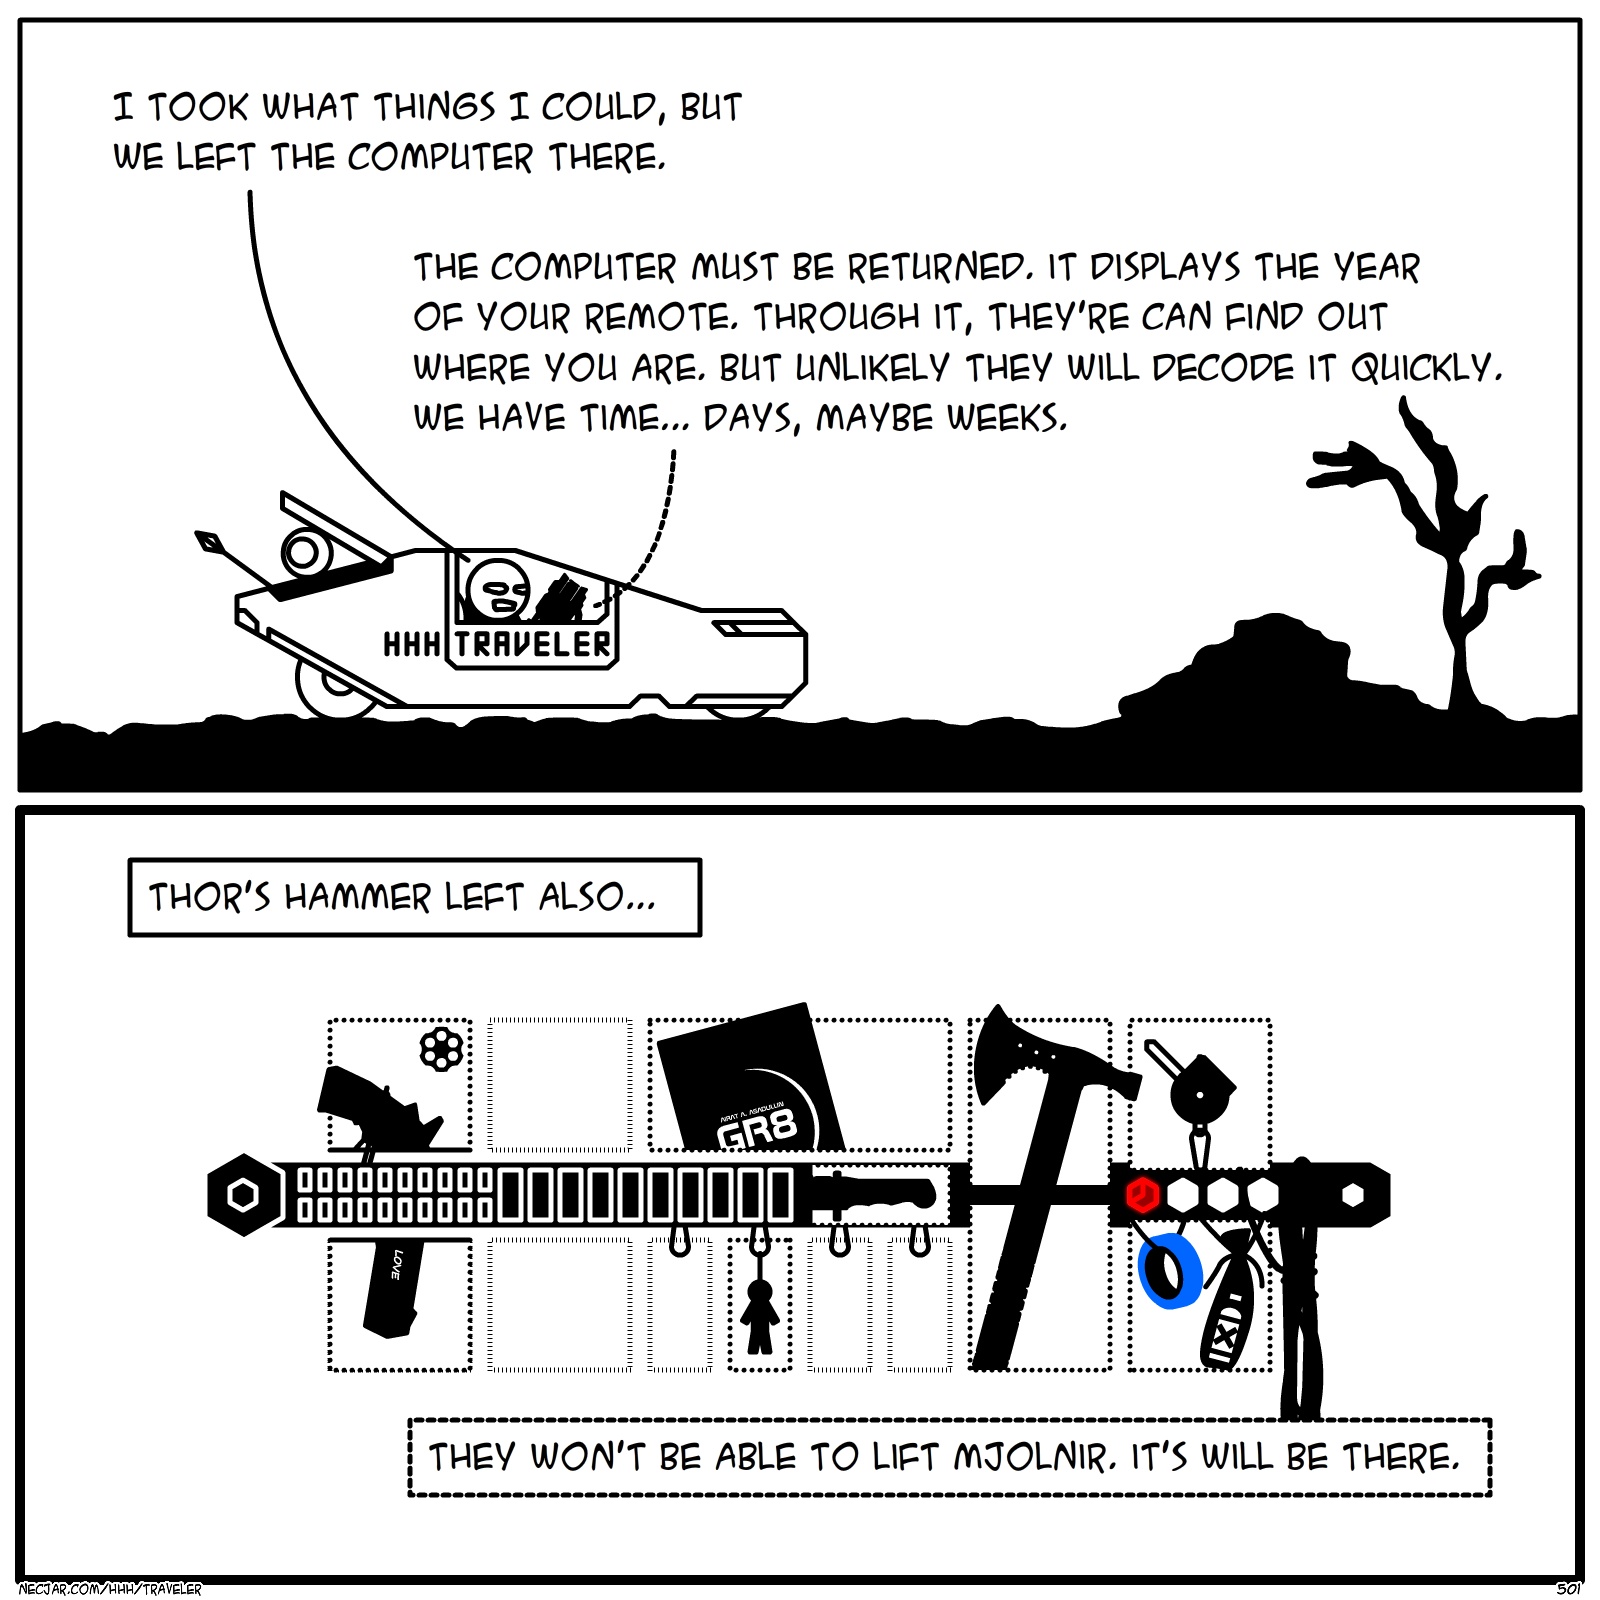 I TOOK WHAT THINGS I COULD, BUT
WE LEFT THE COMPUTER THERE.
THE COMPUTER MUST BE RETURNED. IT DISPLAYS THE YEAR
OF YOUR REMOTE. THROUGH IT, THEY'RE CAN FIND OUT
WHERE YOU ARE. BUT UNLIKELY THEY WILL DECODE IT QUICKLY.
WE HAVE TIME... DAYS, MAYBE WEEKS.
HHH TRAVELER
THOR'S HAMMER LEFT ALSO...
AIRAT A. ASADULLIN
GR8
LOVE
THEY WON'T BE ABLE TO LIFT MJOLNIR. IT'S WILL BE THERE.
NECJAR.COM/HHH/TRAVELER
501